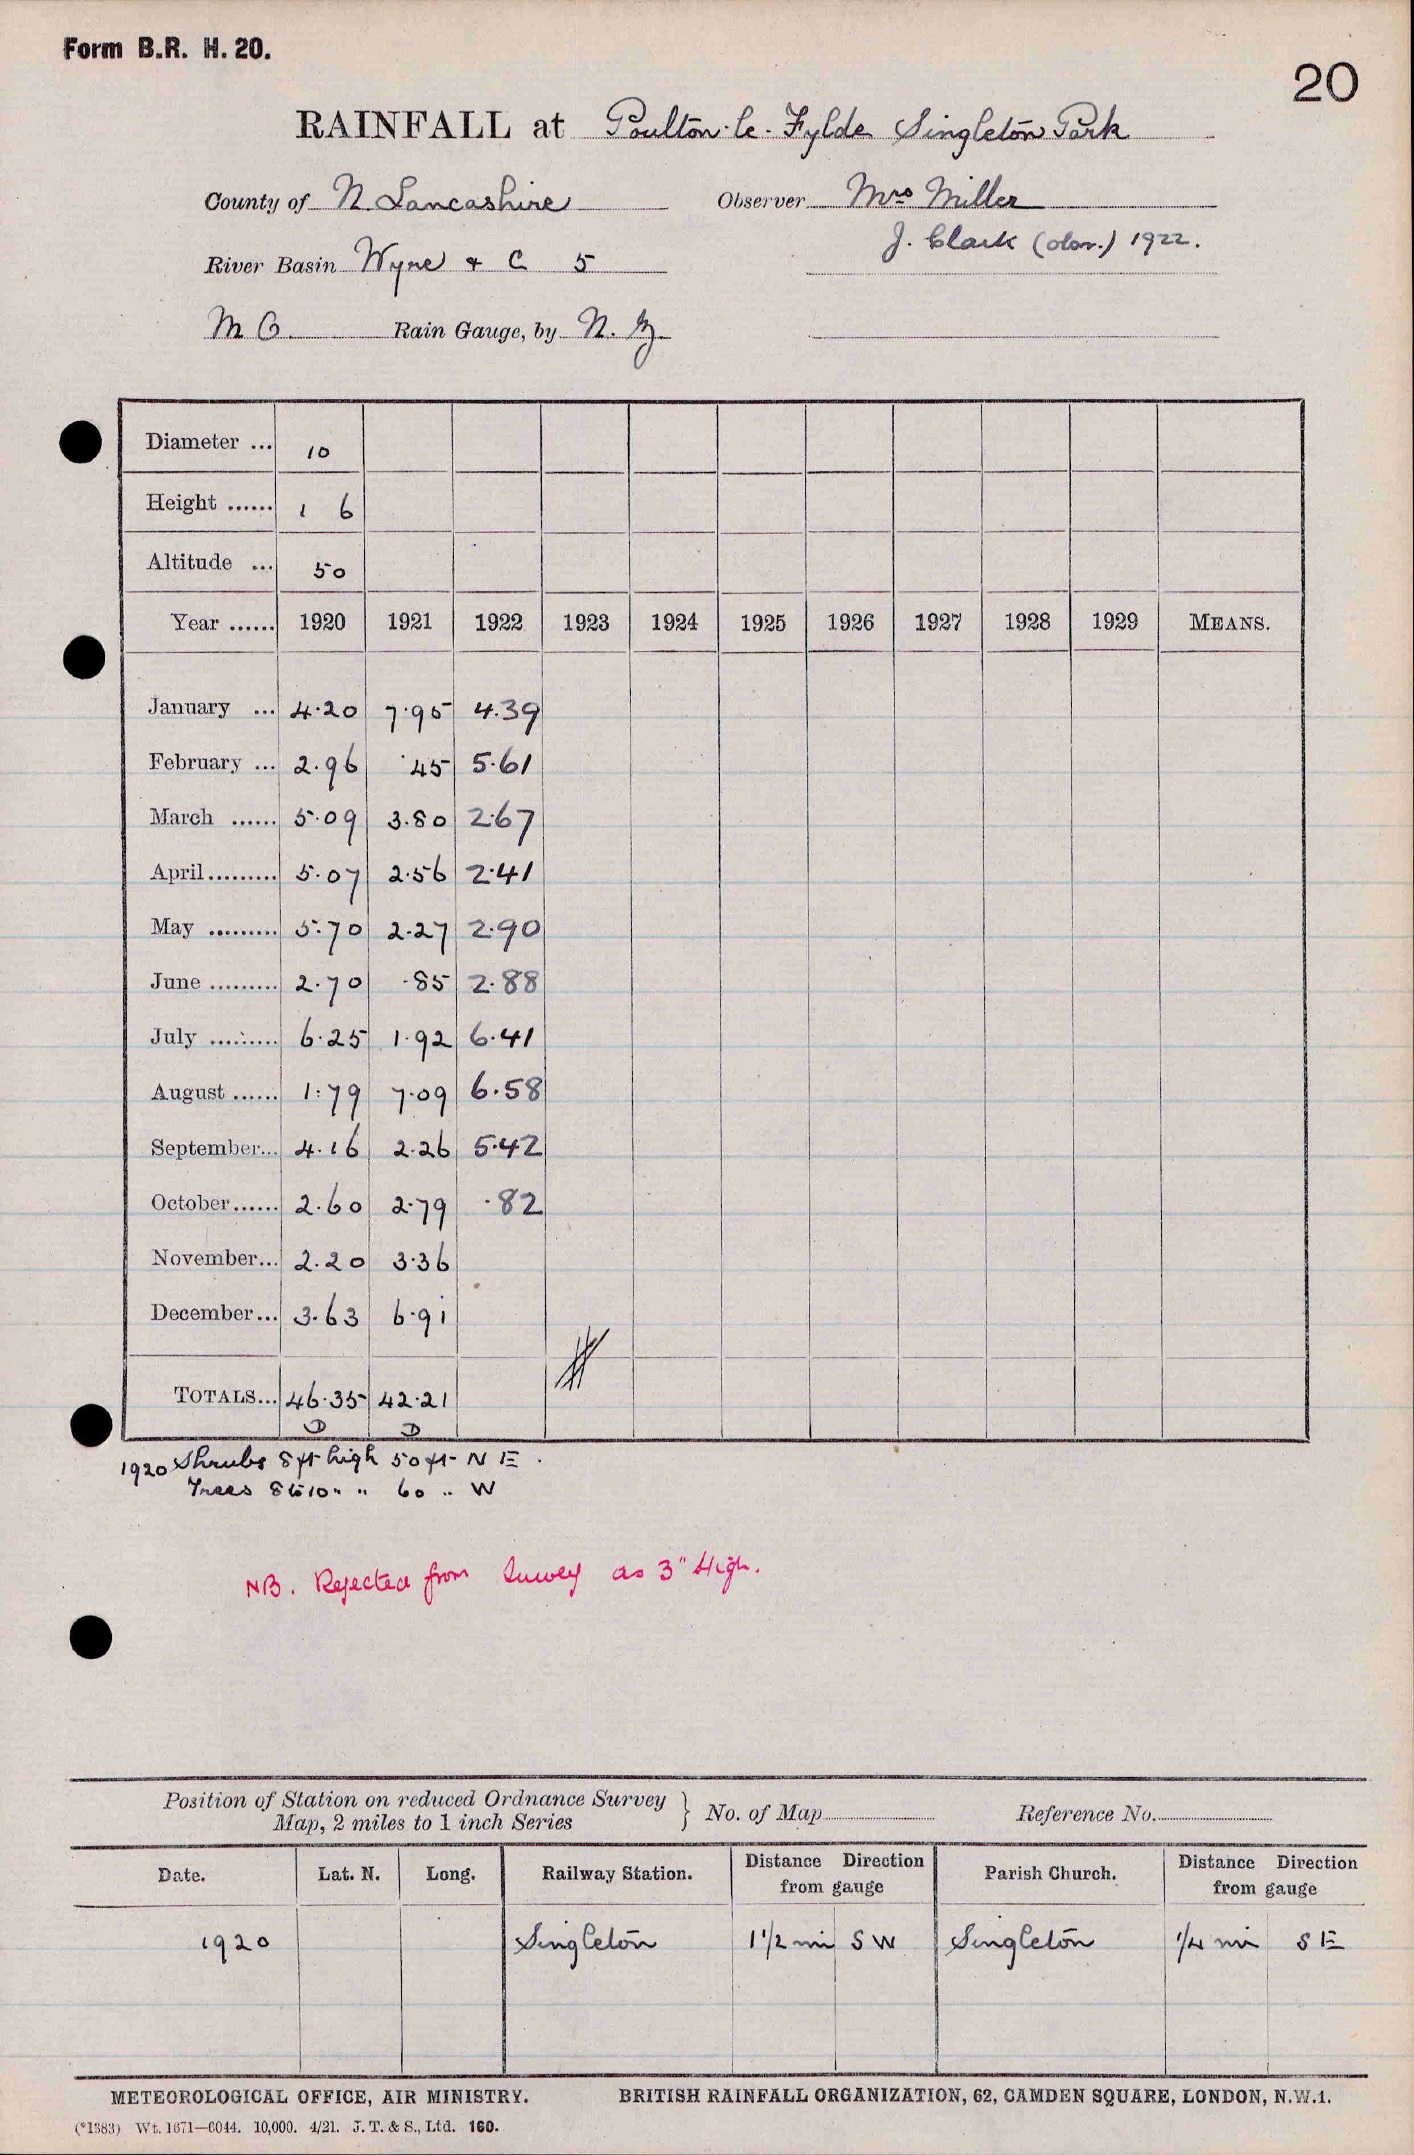 Form B.R. H. 20.
20
RAINFALL at Poulton-le-Fylde Singleton Park
County of N. Lancashire Observer Mrs Miller
J. Clark (obsr.) 1922.
River Basin Wyre + C 5
M O. Rain Gauge, by N. Z.
Diameter ... 10
Height ...... 1 6
Altitude ... 50
Year ...... 1920 1921 1922 1923 1924 1925 1926 1927 1928 1929 MEANS.
January ... 4.20 7.95 4.39
February ... 2.96 .45 5.61
March ...... 5.09 3.80 2.67
April......... 5.07 2.56 2.41
May ......... 5.70 2.27 2.90
June ......... 2.70 .85 2.88
July ......... 6.25 1.92 6.41
August ...... 1.79 7.09 6.58
September... 4.16 2.26 5.42
October...... 2.60 2.79 .82
November... 2.20 3.36
December... 3.63 6.91
TOTALS... 46.35 42.21
D D
1920 Shrubs 8 ft high 50 ft N E.
Trees 8 to 10 " " 60 " W
NB. Rejected from Survey as 3" High.
Position of Station on reduced Ordnance Survey
Map, 2 miles to 1 inch Series } No. of Map Reference No.
Date. Lat. N. Long. Railway Station. Distance Direction from gauge Parish Church. Distance Direction from gauge
1920 Singleton 1 1/2 mi S W Singleton 1/4 mi S E
METEOROLOGICAL OFFICE, AIR MINISTRY. BRITISH RAINFALL ORGANIZATION, 62, CAMDEN SQUARE, LONDON, N.W.1.
(*1383) Wt. 1671—6044. 10,000. 4/21. J. T. & S., Ltd. 160.